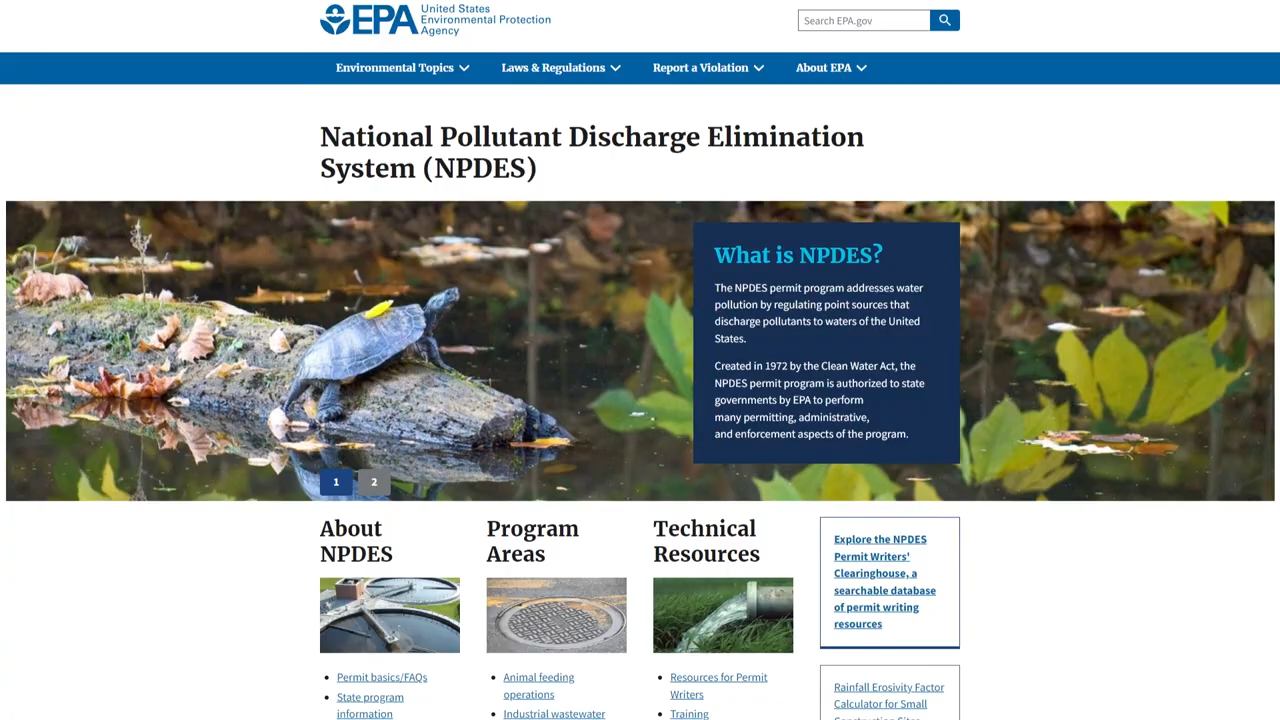 EPA
United States
Environmental Protection
Agency
Search EPA.gov
Environmental Topics
Laws & Regulations
Report a Violation
About EPA
National Pollutant Discharge Elimination
System (NPDES)
What is NPDES?
The NPDES permit program addresses water
pollution by regulating point sources that
discharge pollutants to waters of the United
States.
Created in 1972 by the Clean Water Act, the
NPDES permit program is authorized to state
governments by EPA to perform
many permitting, administrative,
and enforcement aspects of the program.
1
2
About
NPDES
Permit basics/FAQs
State program
information
Program
Areas
Animal feeding
operations
Industrial wastewater
Technical
Resources
Resources for Permit
Writers
Training
Explore the NPDES
Permit Writers'
Clearinghouse, a
searchable database
of permit writing
resources
Rainfall Erosivity Factor
Calculator for Small
Construction Sites